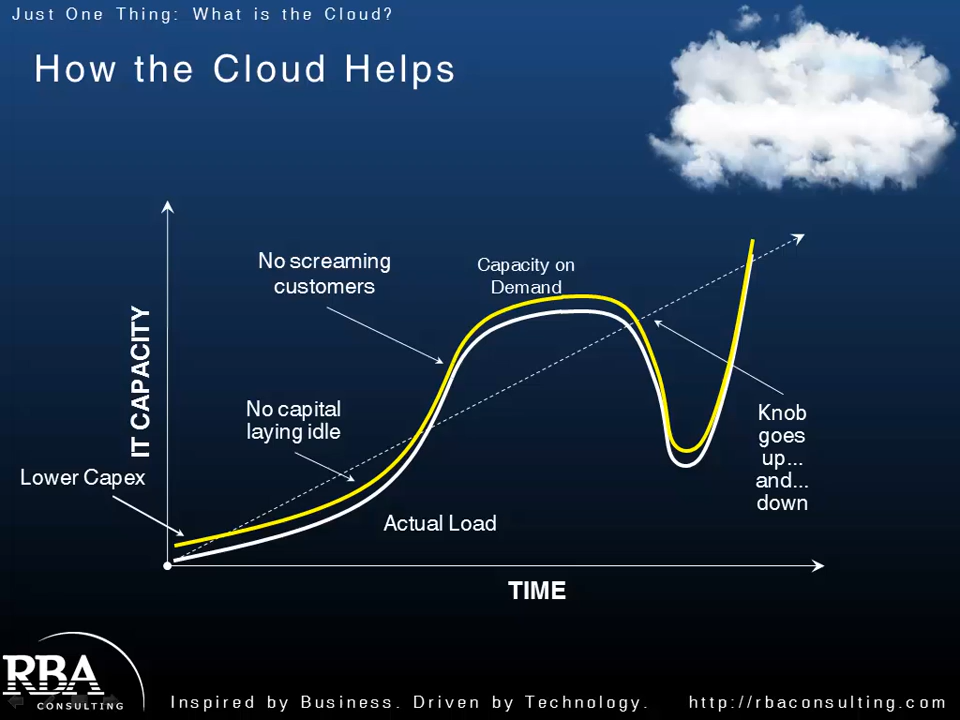 Just One Thing: What is the Cloud?
How the Cloud Helps
No screaming
customers
Capacity on
Demand
IT CAPACITY
No capital
laying idle
Knob
goes
up...
and...
down
Lower Capex
Actual Load
TIME
RBA
CONSULTING
Inspired by Business. Driven by Technology.
http://rbaconsulting.com